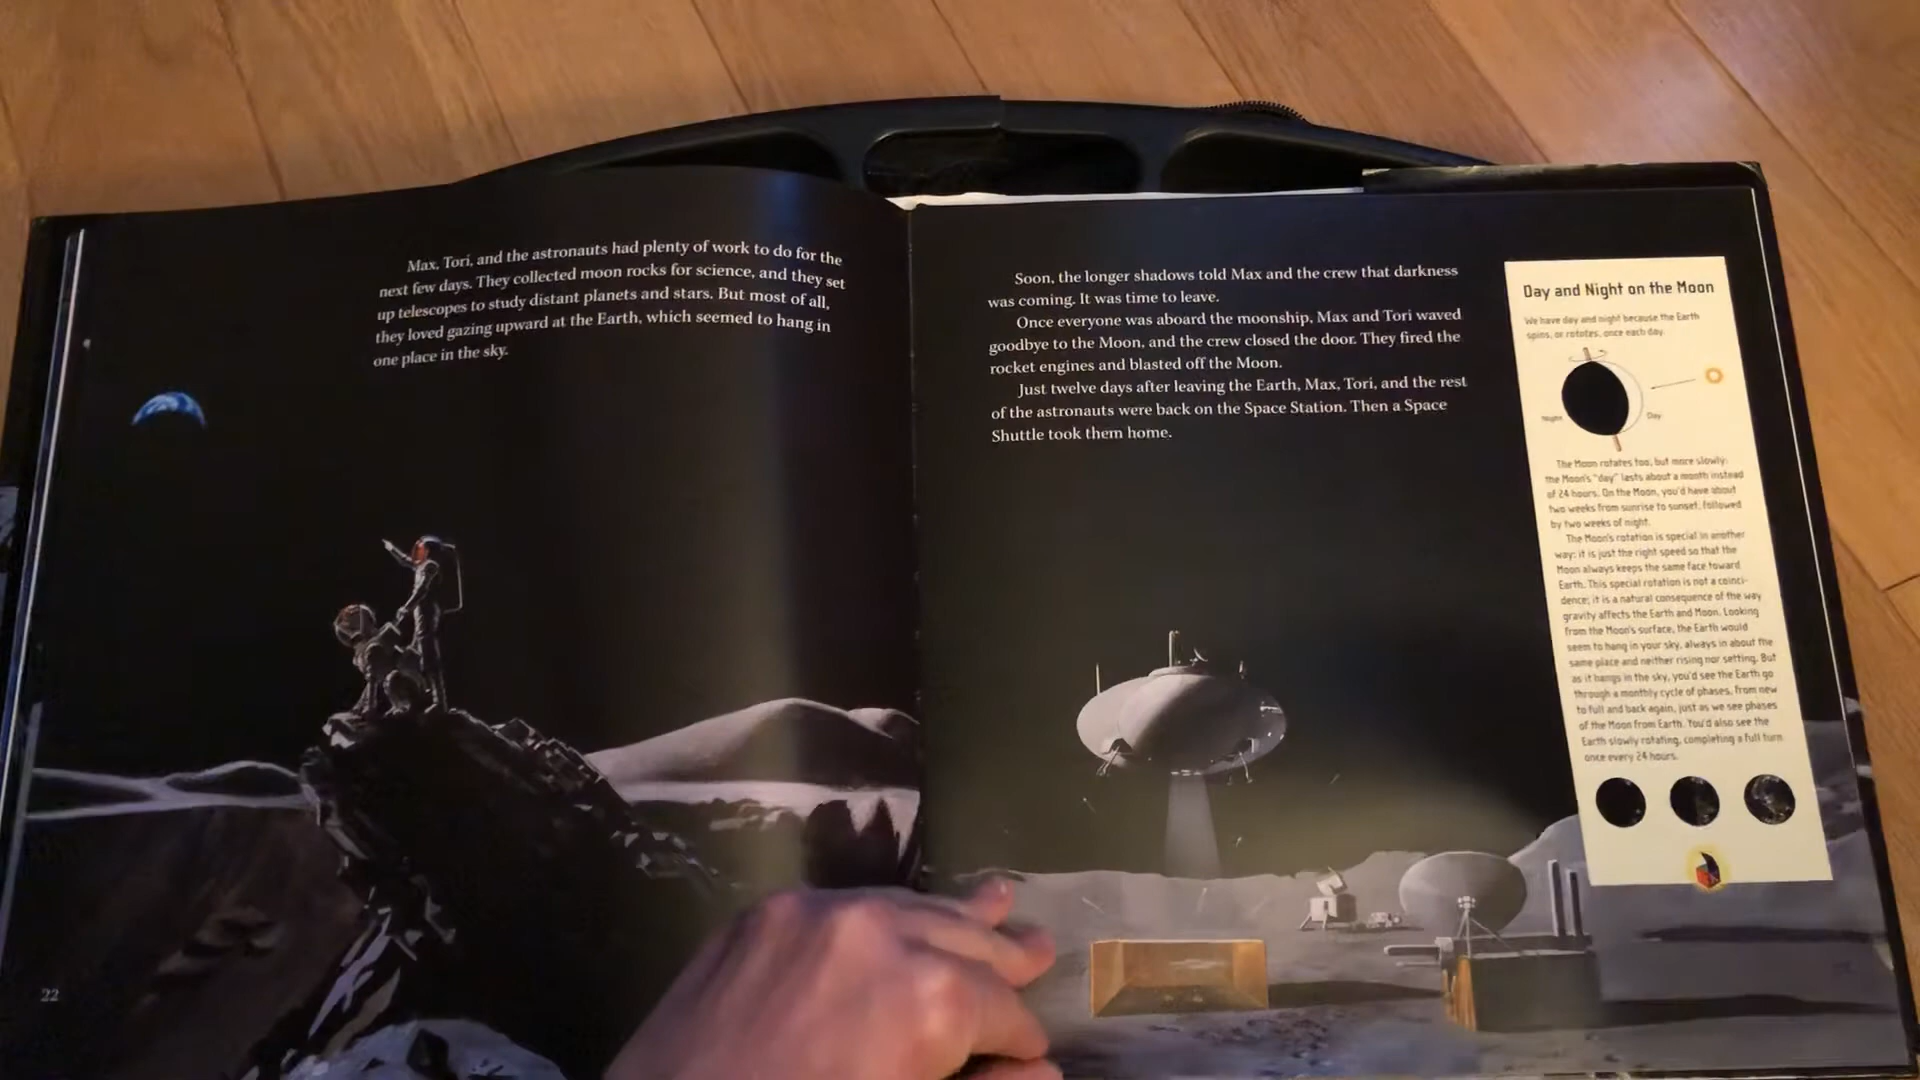 Max, Tori, and the astronauts had plenty of work to do for the
next few days. They collected moon rocks for science, and they set
up telescopes to study distant planets and stars. But most of all,
they loved gazing upward at the Earth, which seemed to hang in
one place in the sky.
22
Soon, the longer shadows told Max and the crew that darkness
was coming. It was time to leave.
Once everyone was aboard the moonship, Max and Tori waved
goodbye to the Moon, and the crew closed the door. They fired the
rocket engines and blasted off the Moon.
Just twelve days after leaving the Earth, Max, Tori, and the rest
of the astronauts were back on the Space Station. Then a Space
Shuttle took them home.
Day and Night on the Moon
We have day and night because the Earth
spins, or rotates, once each day.
Night
Day
The Moon rotates too, but more slowly:
the Moon's "day" lasts about a month instead
of 24 hours. On the Moon, you'd have about
two weeks from sunrise to sunset, followed
by two weeks of night.
The Moon's rotation is special in another
way: it is just the right speed so that the
Moon always keeps the same face toward
Earth. This special rotation is not a coinci-
dence; it is a natural consequence of the way
gravity affects the Earth and Moon. Looking
from the Moon's surface, the Earth would
seem to hang in your sky, always in about the
same place and neither rising nor setting. But
as it hangs in the sky, you'd see the Earth go
through a monthly cycle of phases, from new
to full and back again, just as we see phases
of the Moon from Earth. You'd also see the
Earth slowly rotating, completing a full turn
once every 24 hours.